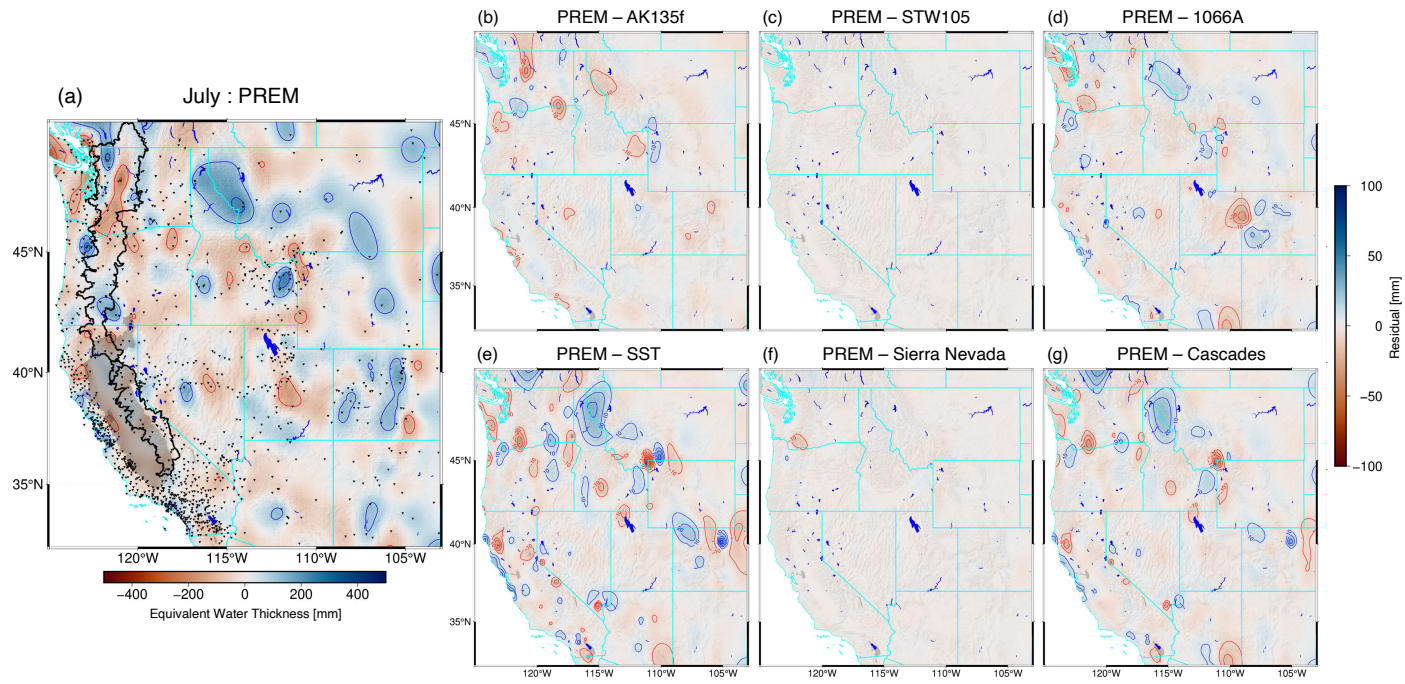 (a) July : PREM
45°N
40°N
35°N
120°W 115°W 110°W 105°W
−400 −200 0 200 400
Equivalent Water Thickness [mm]
(b) PREM – AK135f
(c) PREM – STW105
(d) PREM – 1066A
45°N
40°N
35°N
(e) PREM – SST
(f) PREM – Sierra Nevada
(g) PREM – Cascades
45°N
40°N
35°N
120°W 115°W 110°W 105°W
120°W 115°W 110°W 105°W
120°W 115°W 110°W 105°W
100
50
0
−50
−100
Residual [mm]